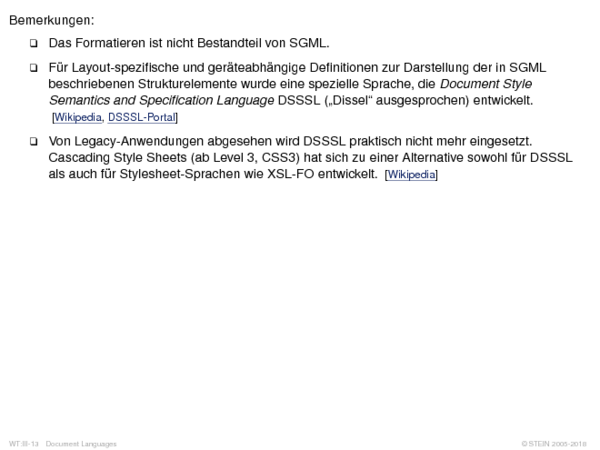 Bemerkungen:
❑ Das Formatieren ist nicht Bestandteil von SGML.
❑ Für Layout-spezifische und geräteabhängige Definitionen zur Darstellung der in SGML
beschriebenen Strukturelemente wurde eine spezielle Sprache, die Document Style
Semantics and Specification Language DSSSL („Dissel“ ausgesprochen) entwickelt.
[Wikipedia, DSSSL-Portal]
❑ Von Legacy-Anwendungen abgesehen wird DSSSL praktisch nicht mehr eingesetzt.
Cascading Style Sheets (ab Level 3, CSS3) hat sich zu einer Alternative sowohl für DSSSL
als auch für Stylesheet-Sprachen wie XSL-FO entwickelt. [Wikipedia]
WT:III-13 Document Languages © STEIN 2005-2018